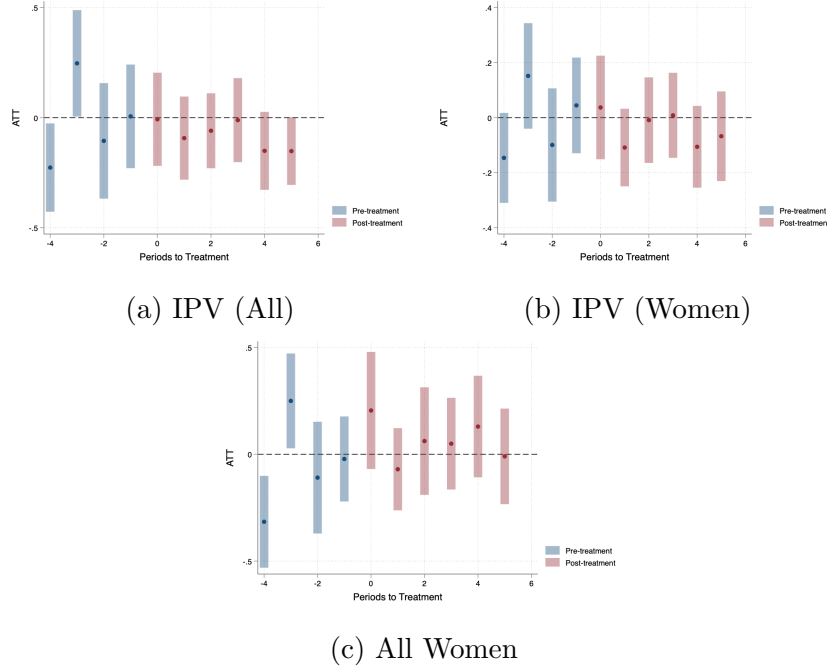 .5
0
-.5
ATT
-4
-2
0
2
4
6
Periods to Treatment
Pre-treatment
Post-treatment
(a) IPV (All)
.4
.2
0
-.2
-.4
ATT
-4
-2
0
2
4
6
Periods to Treatment
Pre-treatment
Post-treatment
(b) IPV (Women)
.5
0
-.5
ATT
-4
-2
0
2
4
6
Periods to Treatment
Pre-treatment
Post-treatment
(c) All Women